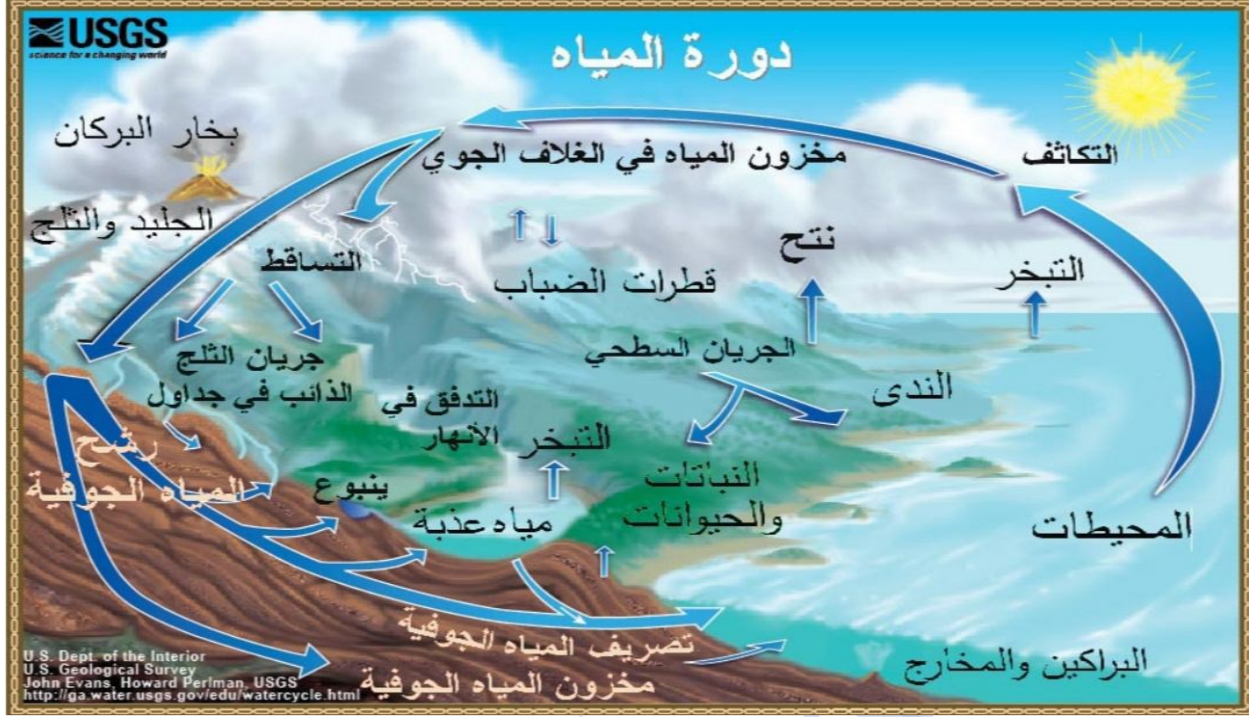 USGS
science for a changing world
دورة المياه
بخار البركان
مخزون المياه في الغلاف الجوي
التكاثف
الجليد والثلج
التساقط
قطرات الضباب
نتح
التبخر
جريان الثلج
الذائب في جداول
الجريان السطحي
الندى
التدفق في
الأنهار
التبخر
رشح
المياه الجوفية
ينبوع
مياه عذبة
النباتات
والحيوانات
المحيطات
تصريف المياه الجوفية
مخزون المياه الجوفية
البراكين والمخارج
U.S. Dept. of the Interior
U.S. Geological Survey
John Evans, Howard Perlman, USGS
http://ga.water.usgs.gov/edu/watercycle.html